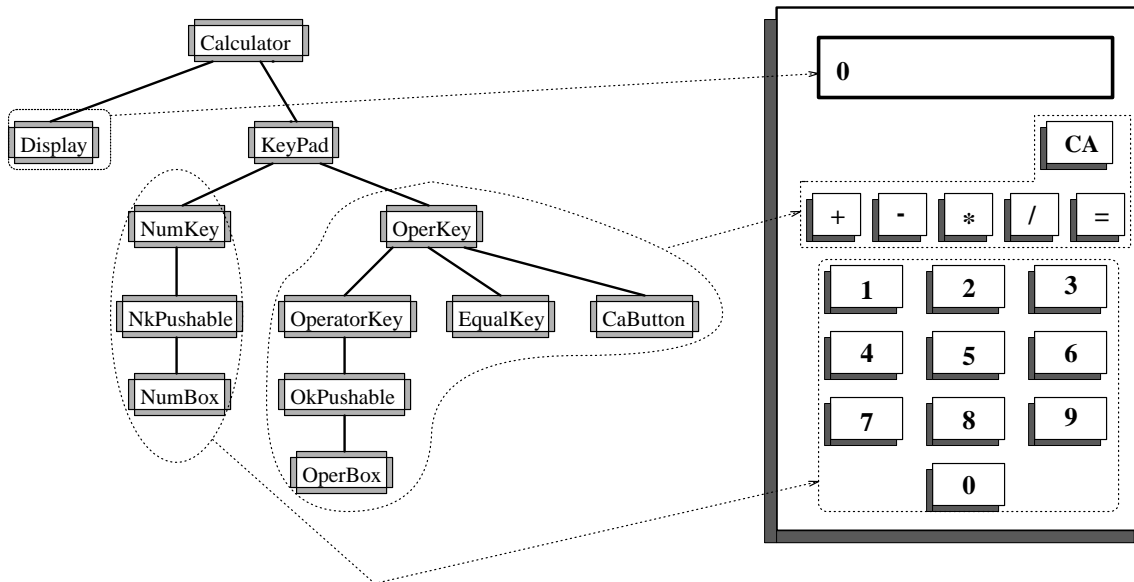 Calculator
Display
KeyPad
NumKey
OperKey
NkPushable
OperatorKey
EqualKey
CaButton
NumBox
OkPushable
OperBox
0
CA
+ - * / =
1 2 3
4 5 6
7 8 9
0